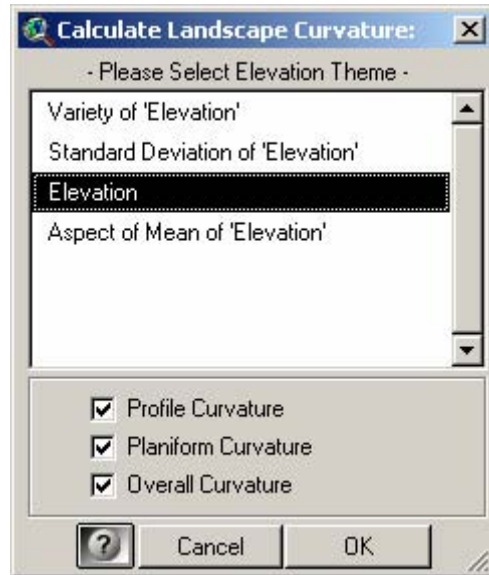 Calculate Landscape Curvature:
- Please Select Elevation Theme -
Variety of 'Elevation'
Standard Deviation of 'Elevation'
Elevation
Aspect of Mean of 'Elevation'
Profile Curvature
Planiform Curvature
Overall Curvature
? Cancel OK